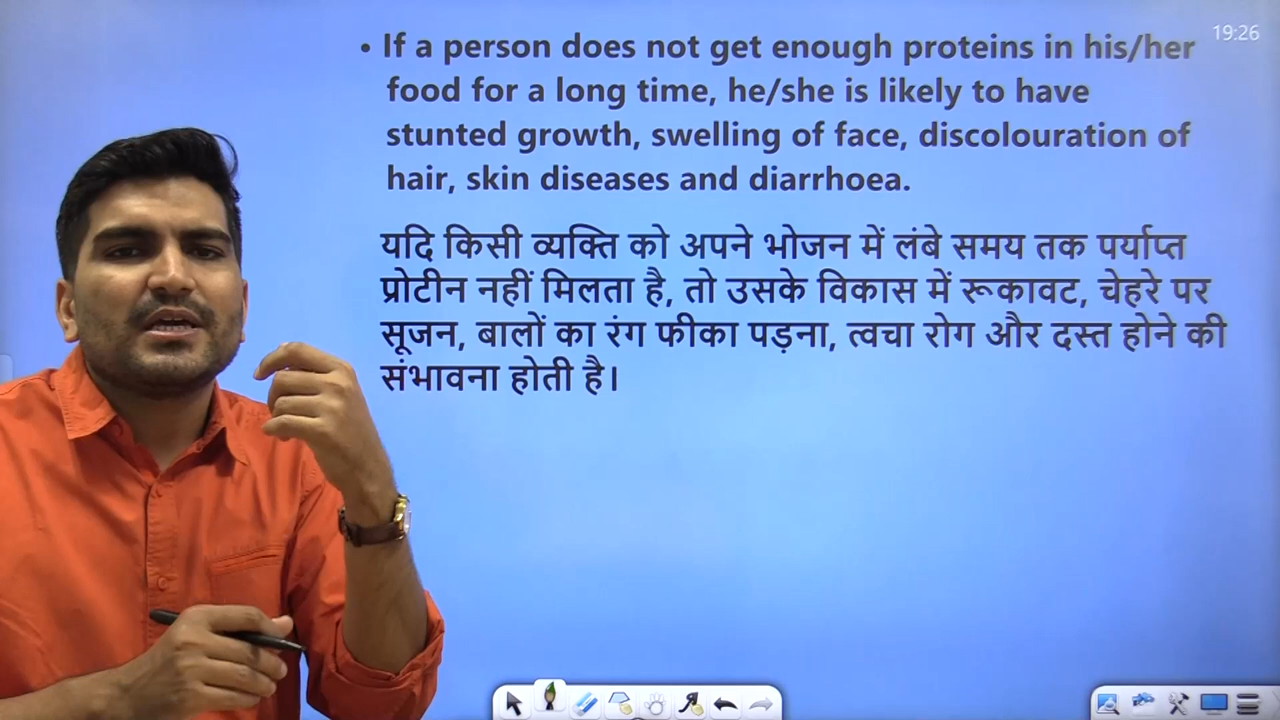 19:26
• If a person does not get enough proteins in his/her
food for a long time, he/she is likely to have
stunted growth, swelling of face, discolouration of
hair, skin diseases and diarrhoea.
यदि किसी व्यक्ति को अपने भोजन में लंबे समय तक पर्याप्त
प्रोटीन नहीं मिलता है, तो उसके विकास में रूकावट, चेहरे पर
सूजन, बालों का रंग फीका पड़ना, त्वचा रोग और दस्त होने की
संभावना होती है।